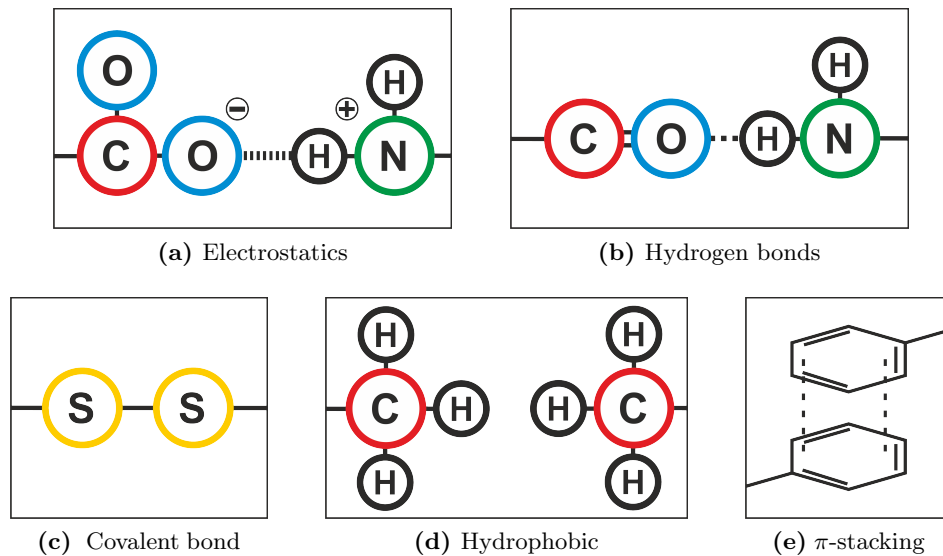 O H
C O − + H N
(a) Electrostatics
H
C O H N
(b) Hydrogen bonds
S S
(c) Covalent bond
H H
C H H C
H H
(d) Hydrophobic
(e) π-stacking